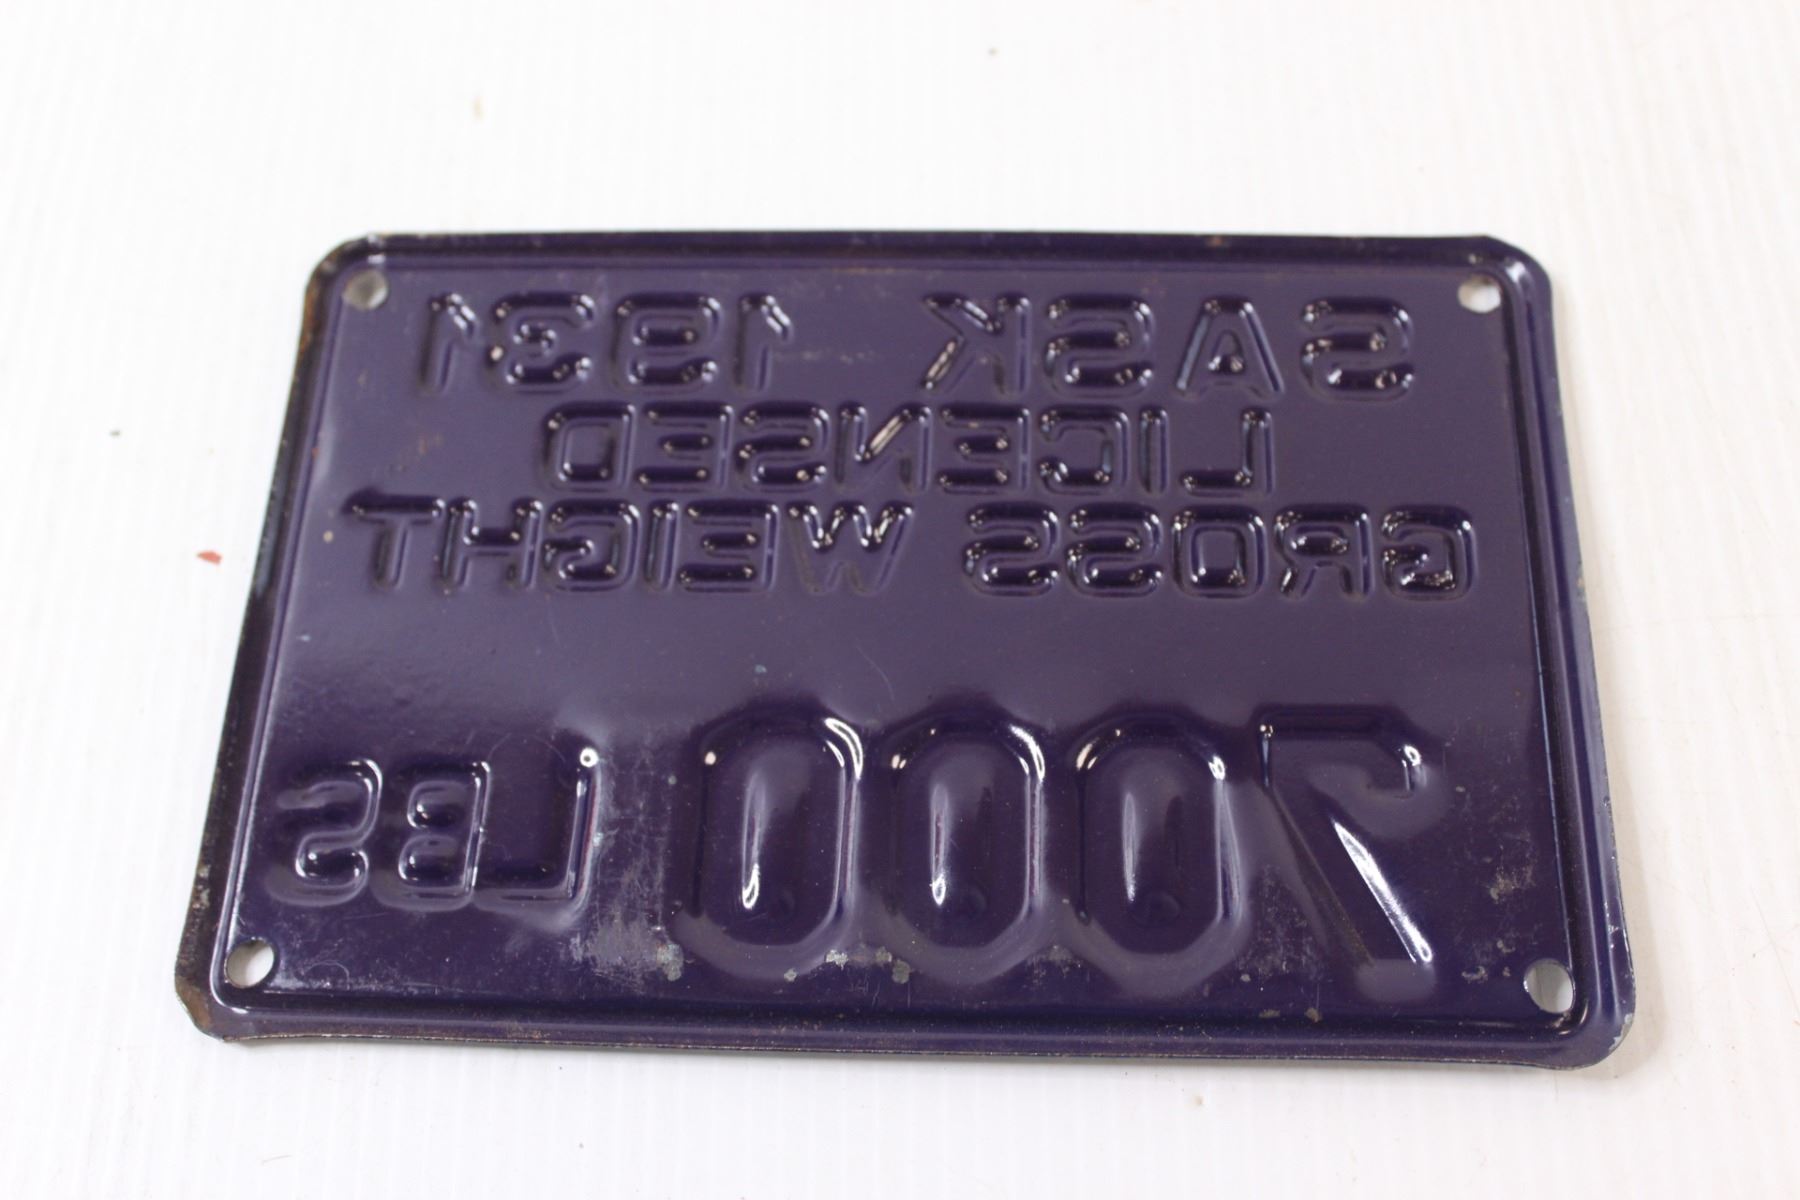 SASK 1931
LICENSED
GROSS WEIGHT
7000 LBS